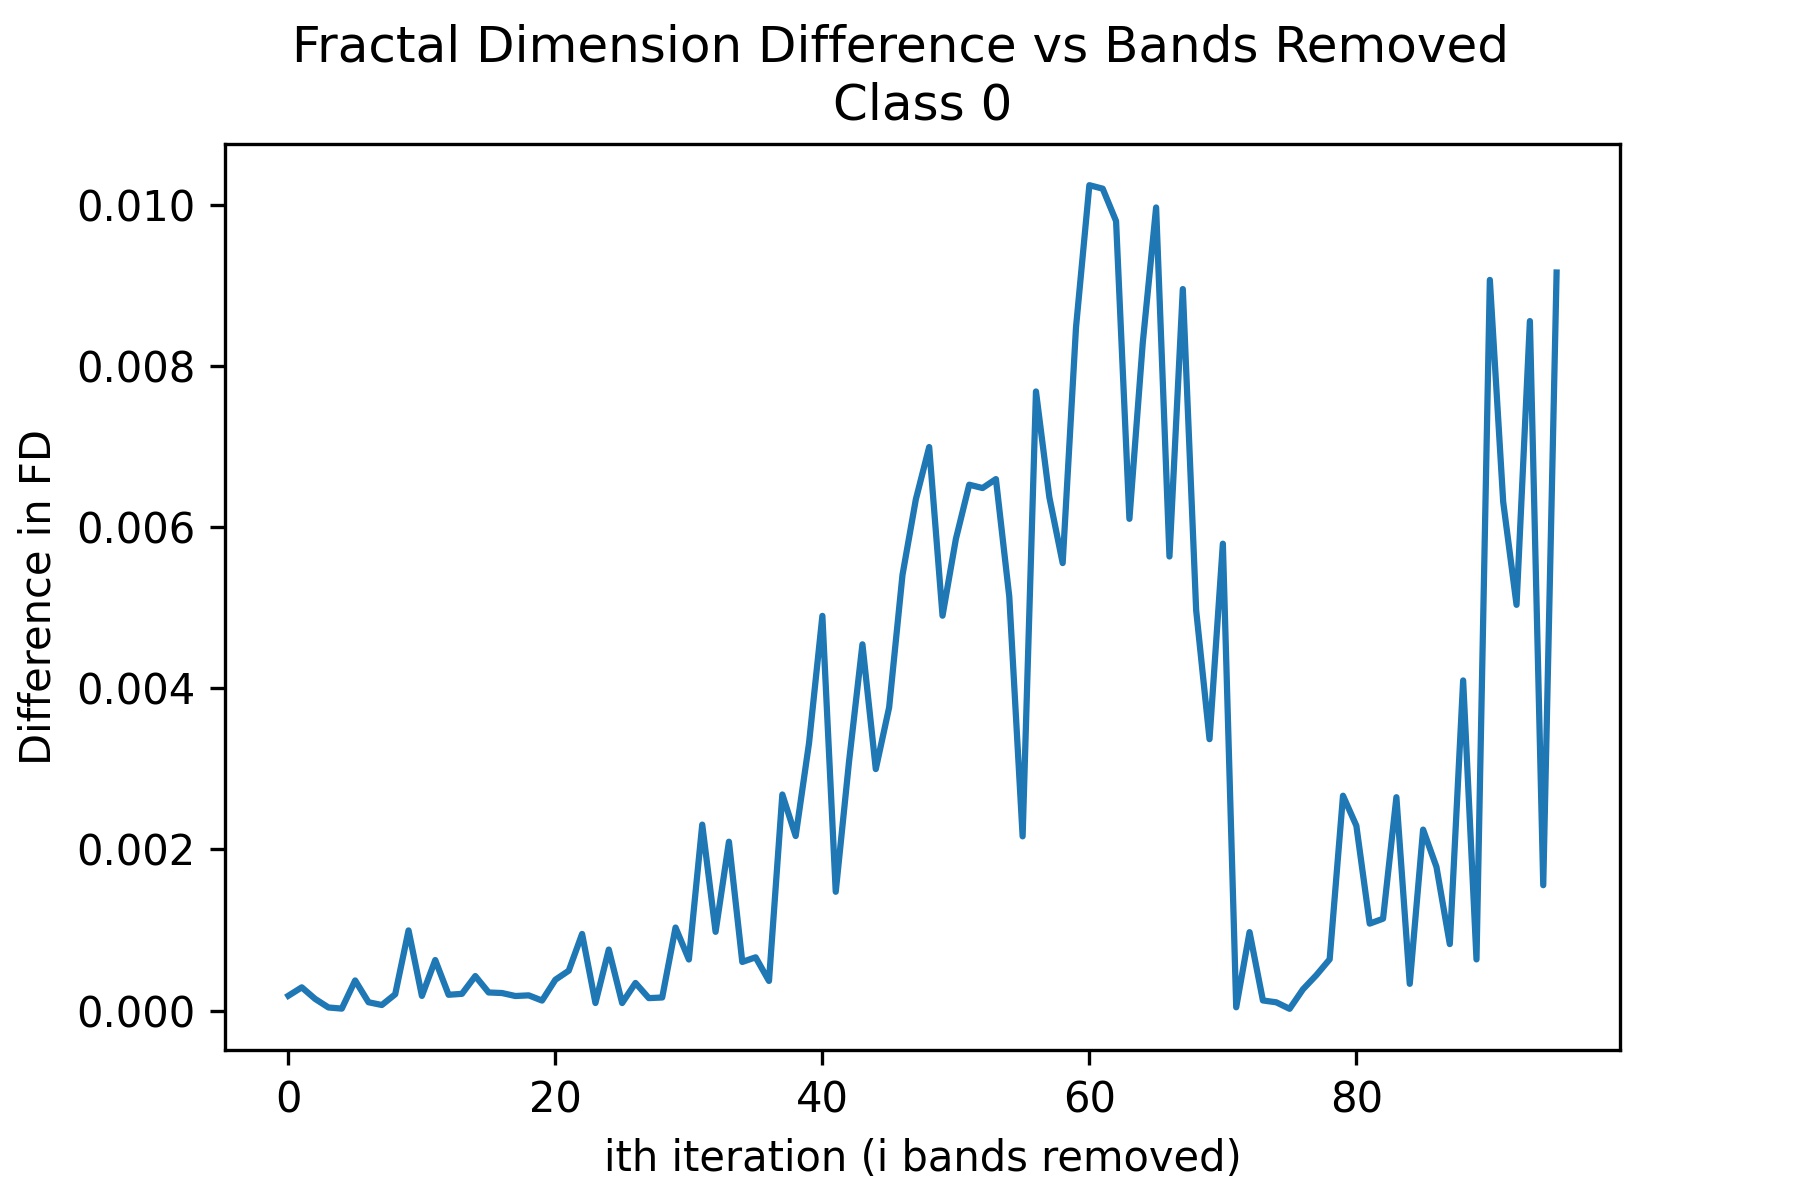 Fractal Dimension Difference vs Bands Removed
Class 0
Difference in FD
0.010
0.008
0.006
0.004
0.002
0.000
0 20 40 60 80
ith iteration (i bands removed)